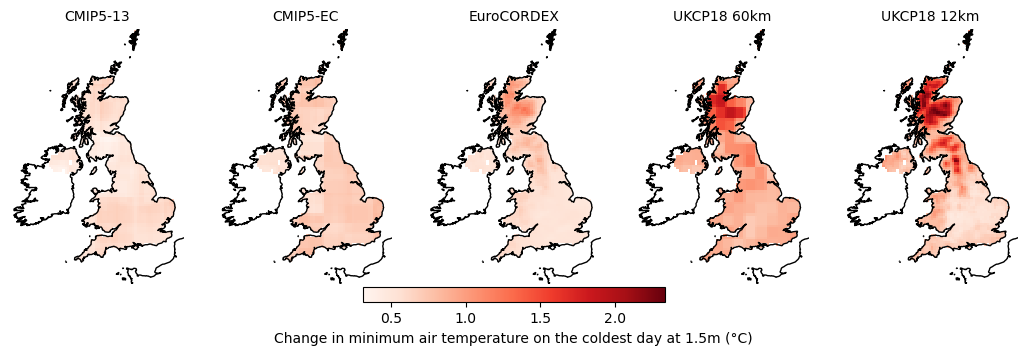 CMIP5-13 CMIP5-EC EuroCORDEX UKCP18 60km UKCP18 12km
0.5 1.0 1.5 2.0
Change in minimum air temperature on the coldest day at 1.5m (°C)